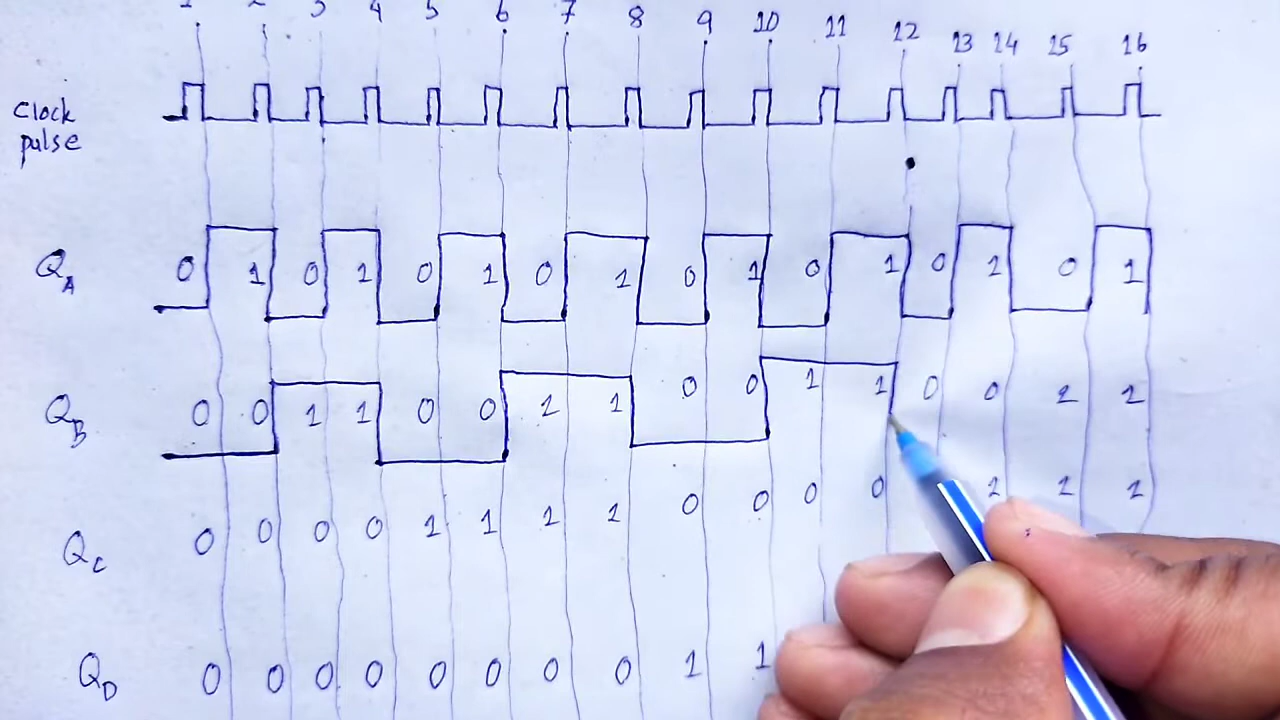 1 2 3 4 5 6 7 8 9 10 11 12 13 14 15 16
Clock
pulse
QA 0 1 0 1 0 1 0 1 0 1 0 1 0 1 0 1
QB 0 0 1 1 0 0 1 1 0 0 1 1 0 0 1 1
QC 0 0 0 0 1 1 1 1 0 0 0 0 1 1 1
QD 0 0 0 0 0 0 0 0 1 1